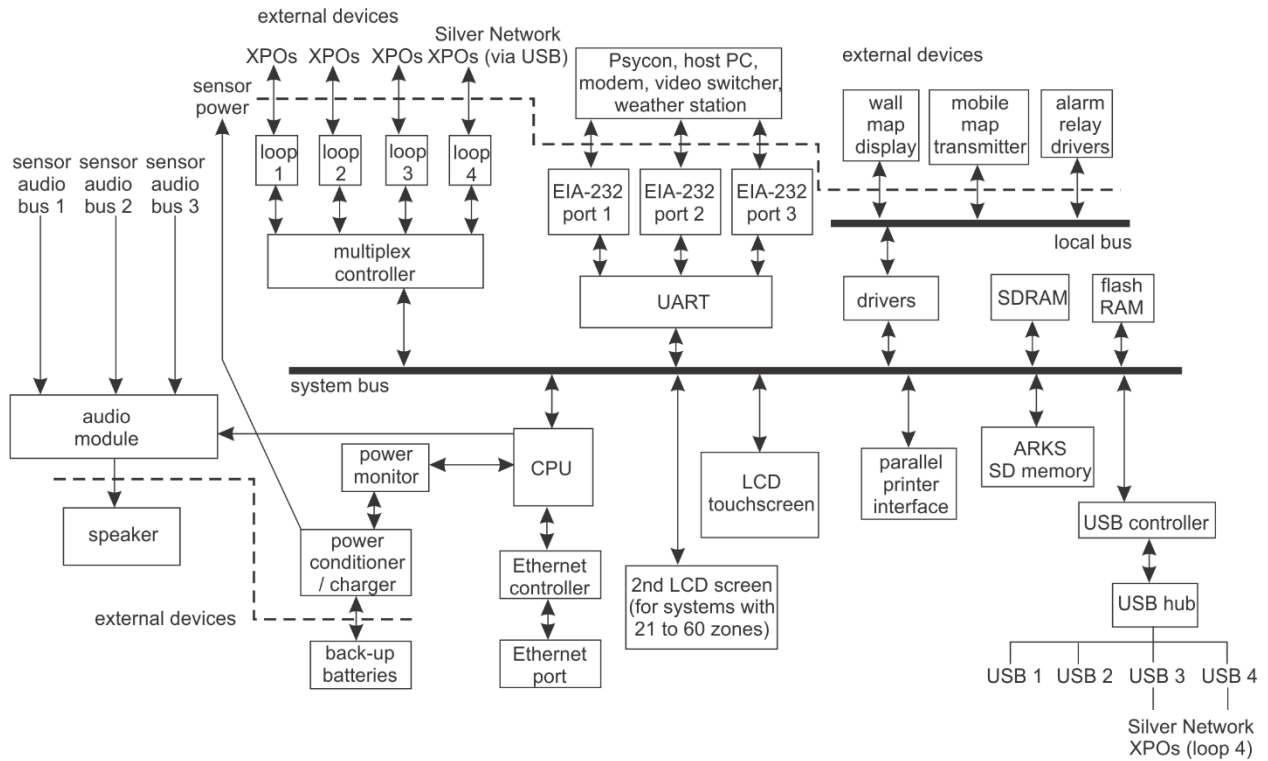 external devices
XPOs
XPOs
XPOs
Silver Network
XPOs (via USB)
sensor
power
Psycon, host PC,
modem, video switcher,
weather station
external devices
wall
map
display
mobile
map
transmitter
alarm
relay
drivers
sensor
audio
bus 1
sensor
audio
bus 2
sensor
audio
bus 3
loop
1
loop
2
loop
3
loop
4
EIA-232
port 1
EIA-232
port 2
EIA-232
port 3
local bus
multiplex
controller
UART
drivers
SDRAM
flash
RAM
system bus
audio
module
power
monitor
CPU
LCD
touchscreen
parallel
printer
interface
ARKS
SD memory
speaker
power
conditioner
/ charger
Ethernet
controller
2nd LCD screen
(for systems with
21 to 60 zones)
USB controller
USB hub
external devices
back-up
batteries
Ethernet
port
USB 1
USB 2
USB 3
USB 4
Silver Network
XPOs (loop 4)